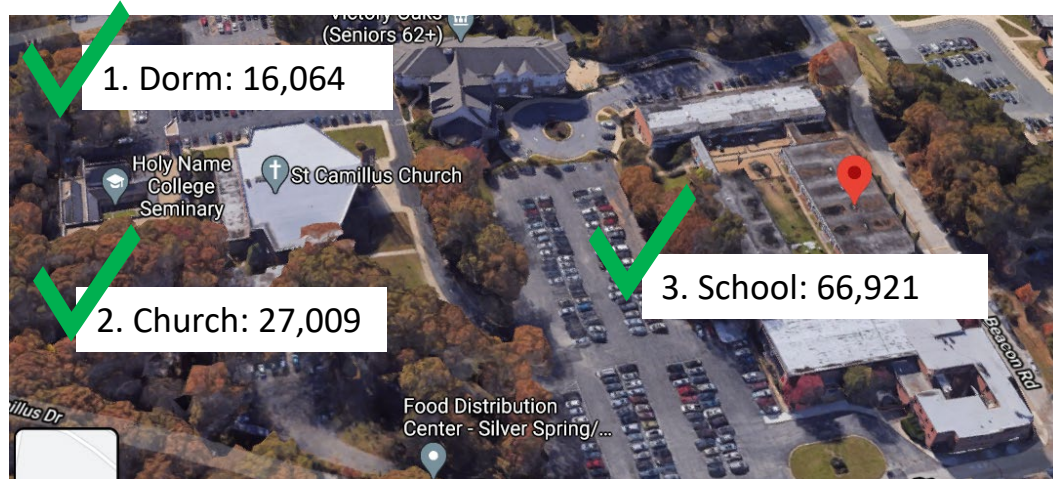 Victory Oaks
(Seniors 62+)
1. Dorm: 16,064
Holy Name
College
Seminary
St Camillus Church
2. Church: 27,009
3. School: 66,921
Beacon Rd
illus Dr
Food Distribution
Center - Silver Spring/...